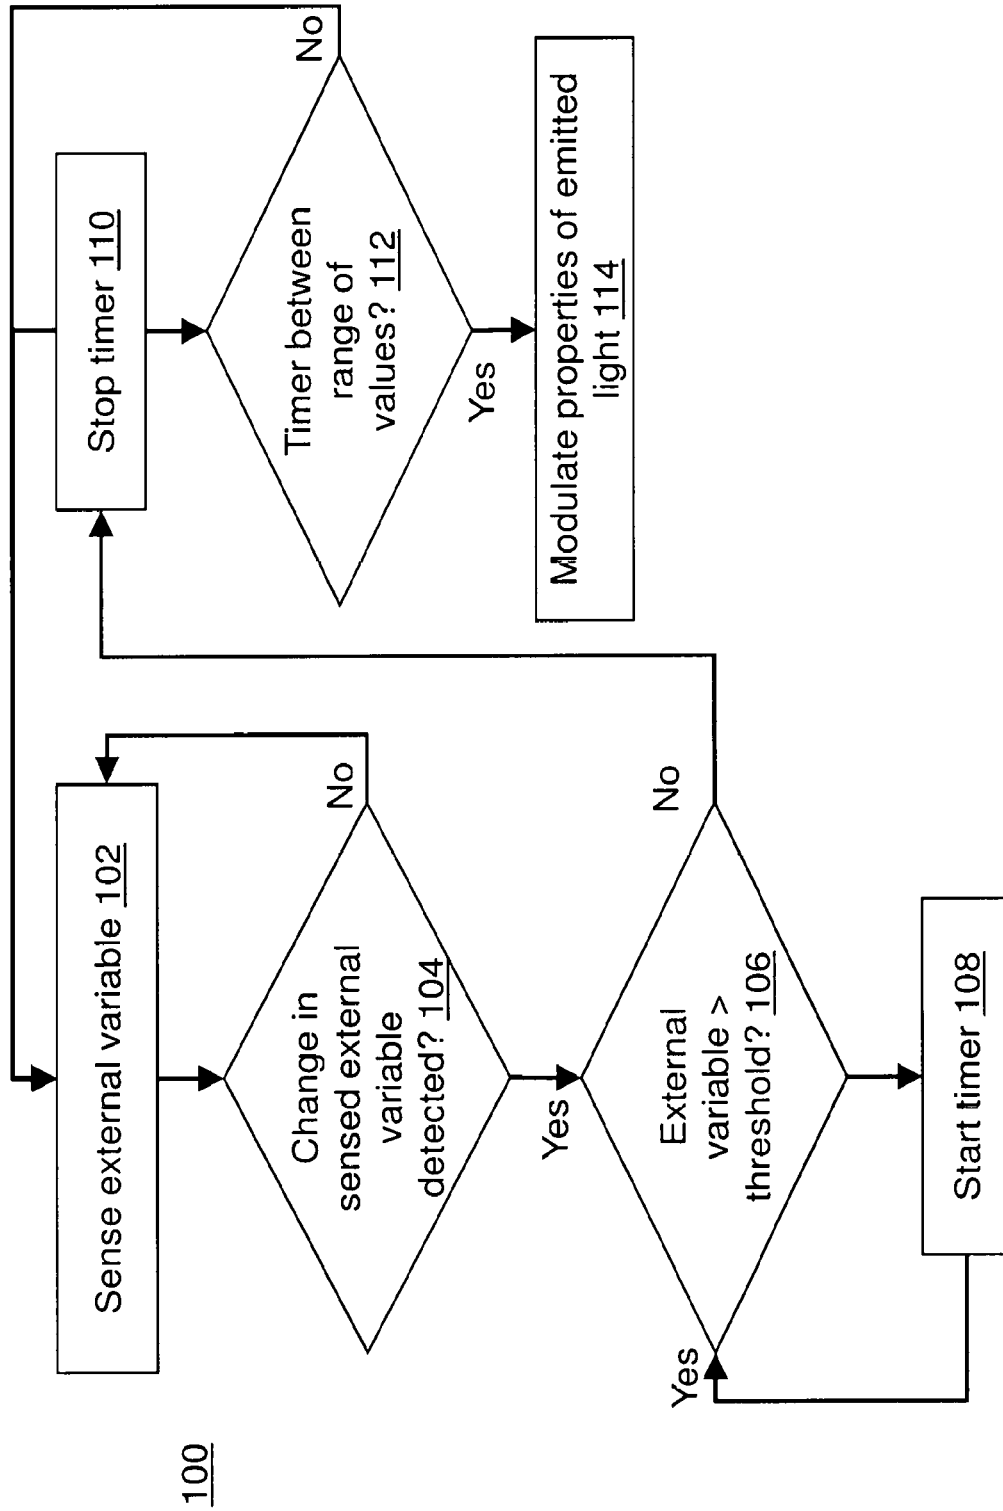 100
Sense external variable 102
Change in
sensed external
variable
detected? 104
No
Yes
External
variable >
threshold? 106
No
Yes
Start timer 108
Stop timer 110
Timer between
range of
values? 112
No
Yes
Modulate properties of emitted
light 114